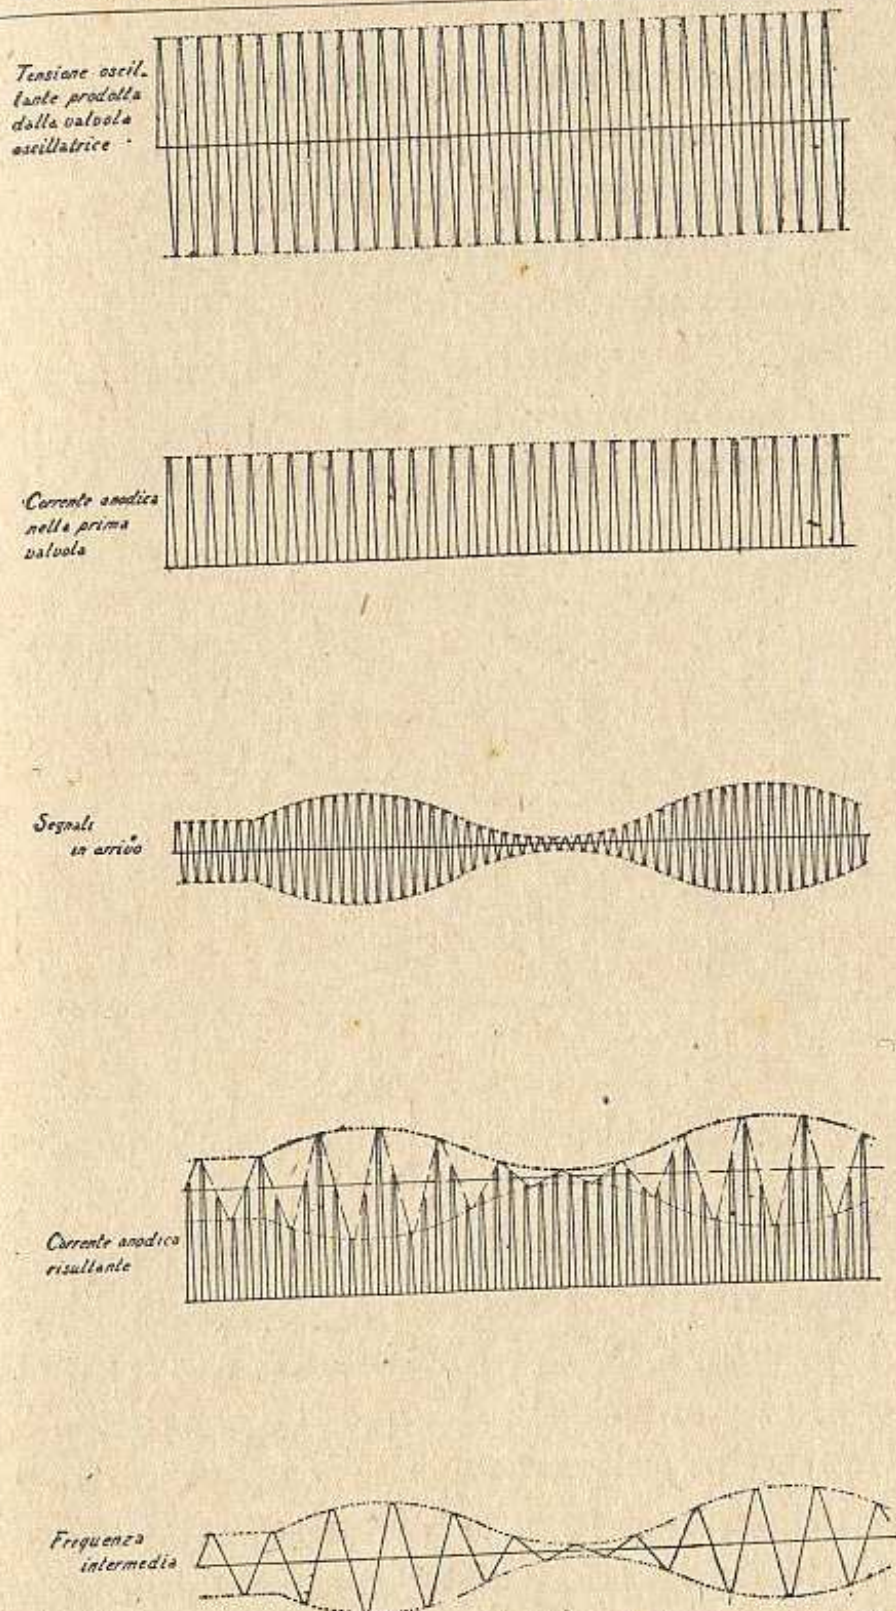 Tensione oscil-
lante prodotta
dalla valvola
oscillatrice
Corrente anodica
nella prima
valvola
Segnali
in arrivo
Corrente anodica
risultante
Frequenza
intermedia